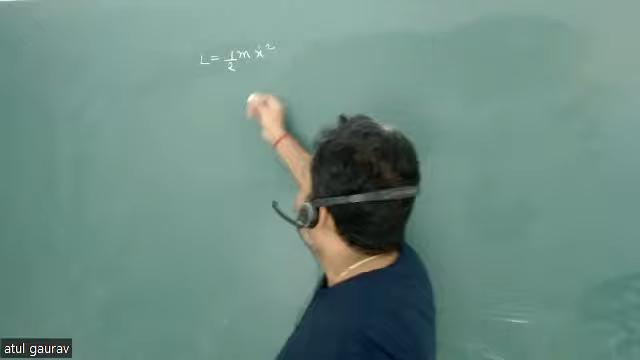 L = 1/2 m ẋ²
atul gaurav